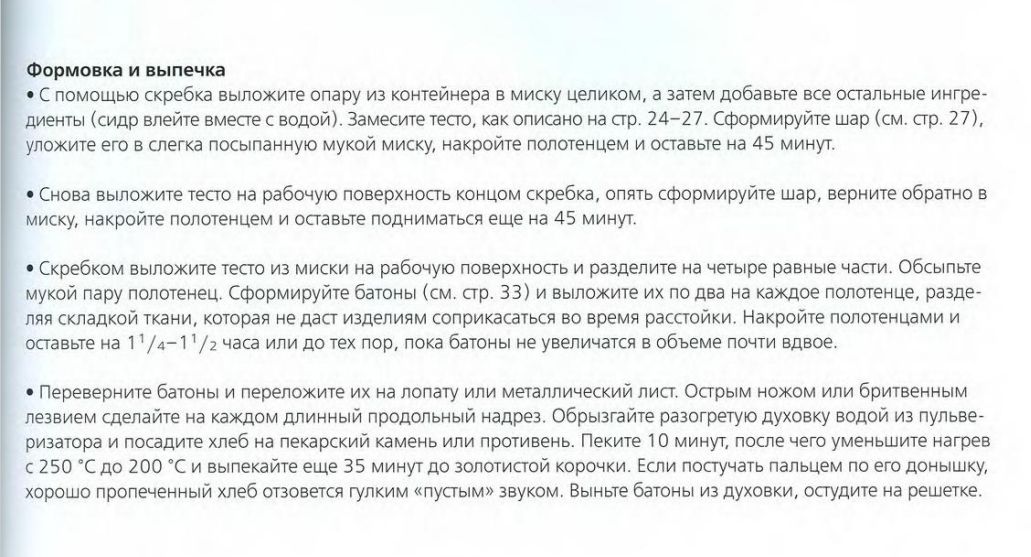 Формовка и выпечка
• С помощью скребка выложите опару из контейнера в миску целиком, а затем добавьте все остальные ингре-
диенты (сидр влейте вместе с водой). Замесите тесто, как описано на стр. 24–27. Сформируйте шар (см. стр. 27),
уложите его в слегка посыпанную мукой миску, накройте полотенцем и оставьте на 45 минут.
• Снова выложите тесто на рабочую поверхность концом скребка, опять сформируйте шар, верните обратно в
миску, накройте полотенцем и оставьте подниматься еще на 45 минут.
• Скребком выложите тесто из миски на рабочую поверхность и разделите на четыре равные части. Обсыпьте
мукой пару полотенец. Сформируйте батоны (см. стр. 33) и выложите их по два на каждое полотенце, разде-
ляя складкой ткани, которая не даст изделиям соприкасаться во время расстойки. Накройте полотенцами и
оставьте на 1 1/4–1 1/2 часа или до тех пор, пока батоны не увеличатся в объеме почти вдвое.
• Переверните батоны и переложите их на лопату или металлический лист. Острым ножом или бритвенным
лезвием сделайте на каждом длинный продольный надрез. Обрызгайте разогретую духовку водой из пульве-
ризатора и посадите хлеб на пекарский камень или противень. Пеките 10 минут, после чего уменьшите нагрев
с 250 °С до 200 °С и выпекайте еще 35 минут до золотистой корочки. Если постучать пальцем по его донышку,
хорошо пропеченный хлеб отзовется гулким «пустым» звуком. Выньте батоны из духовки, остудите на решетке.